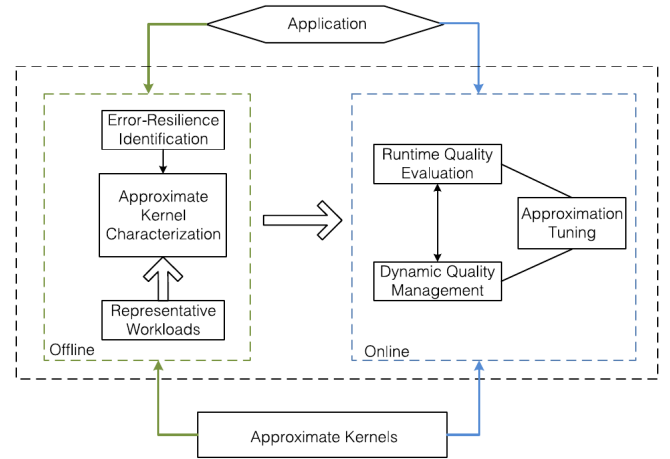 Application
Error-Resilience
Identification
Approximate
Kernel
Characterization
Representative
Workloads
Offline
Runtime Quality
Evaluation
Approximation
Tuning
Dynamic Quality
Management
Online
Approximate Kernels